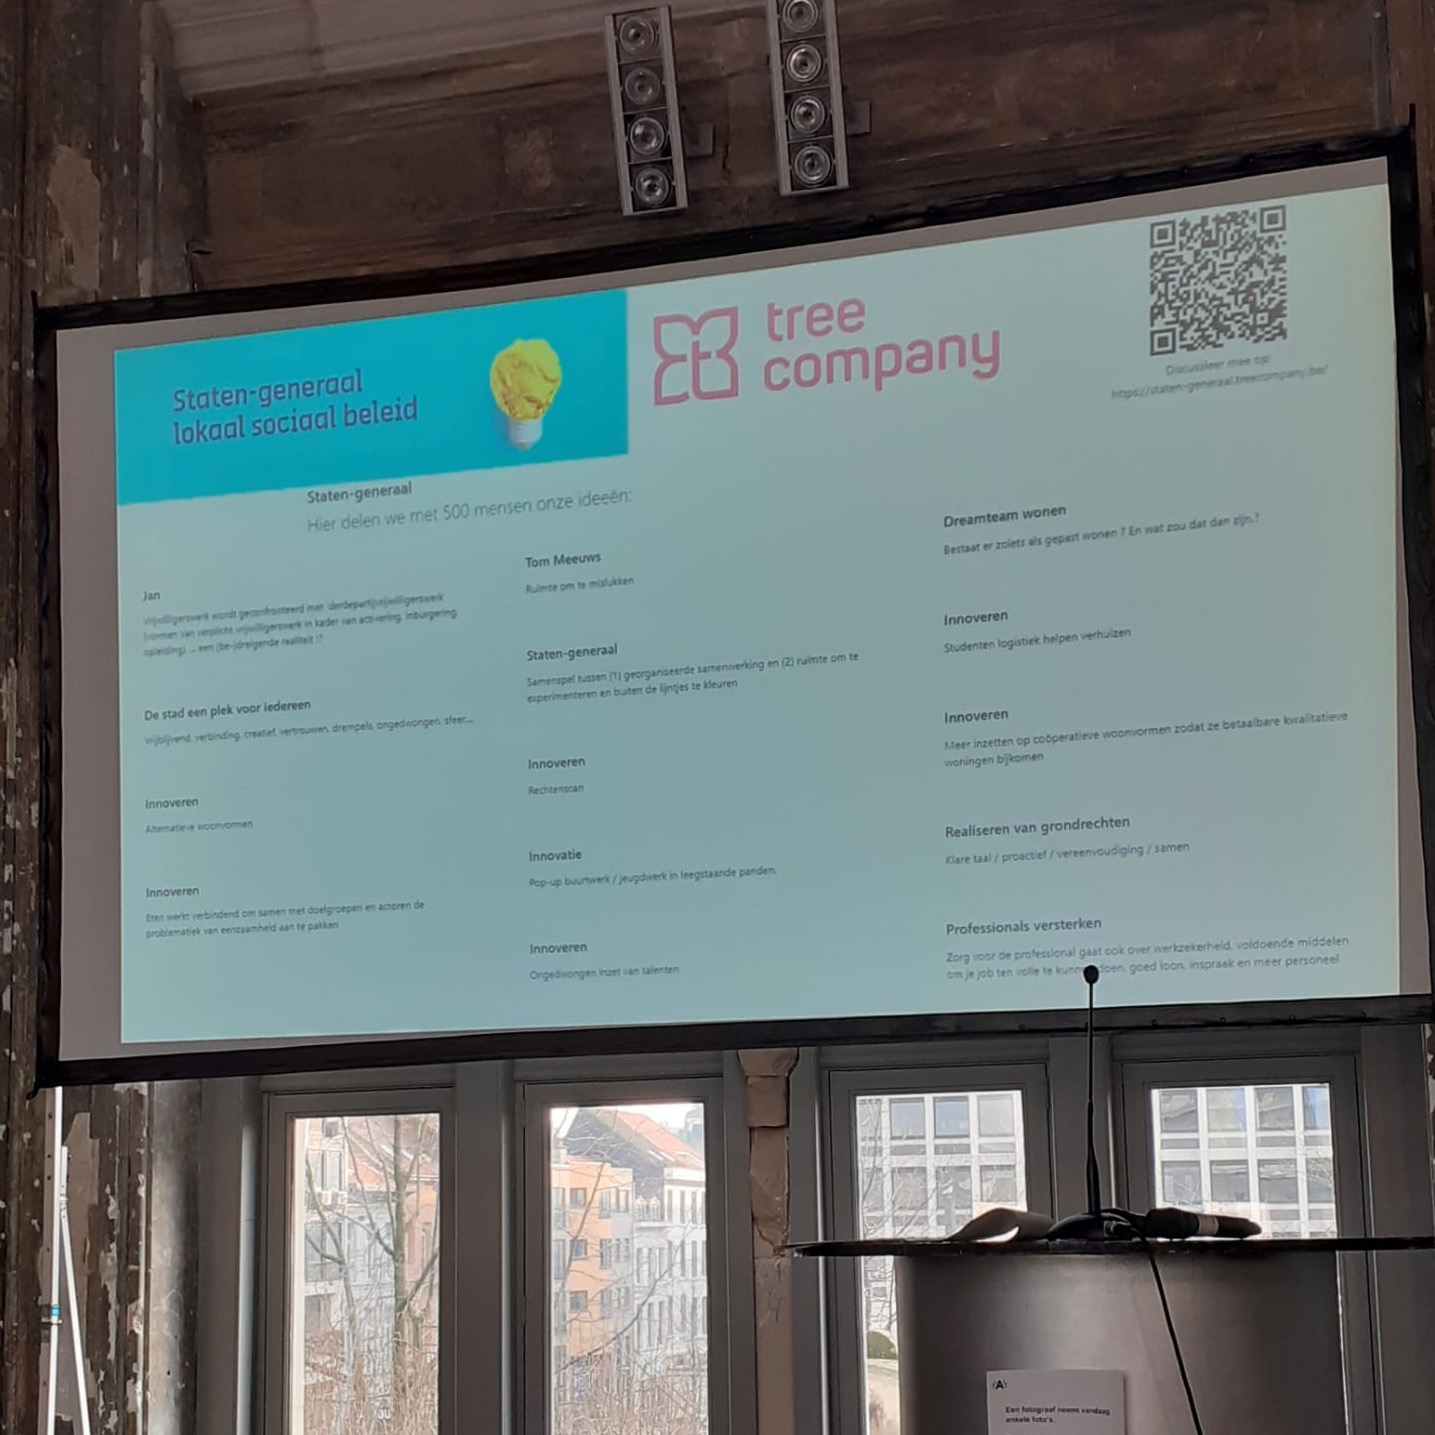 Staten-generaal
lokaal sociaal beleid
tree
company
Discussieer mee op:
https://staten-generaal.treecompany.be/
Staten-generaal
Hier delen we met 500 mensen onze ideeën:
Jan
Vrijwilligerswerk wordt geconfronteerd met 'derdepartijvrijwilligerswerk
(vormen van verplicht vrijwilligerswerk in kader van activering, inburgering,
opleiding) → een (be-)dreigende realiteit !?
De stad een plek voor iedereen
Vrijblijvend, verbinding, creatief, vertrouwen, drempels, ongedwongen, sfeer,...
Innoveren
Alternatieve woonvormen
Innoveren
Eten werkt verbindend om samen met doelgroepen en actoren de
problematiek van eenzaamheid aan te pakken
Tom Meeuws
Ruimte om te mislukken
Staten-generaal
Samenspel tussen (1) georganiseerde samenwerking en (2) ruimte om te
experimenteren en buiten de lijntjes te kleuren
Innoveren
Rechtenscan
Innovatie
Pop-up buurtwerk / jeugdwerk in leegstaande panden.
Innoveren
Ongedwongen inzet van talenten
Dreamteam wonen
Bestaat er zoiets als gepast wonen ? En wat zou dat dan zijn.?
Innoveren
Studenten logistiek helpen verhuizen
Innoveren
Meer inzetten op coöperatieve woonvormen zodat ze betaalbare kwalitatieve
woningen bijkomen
Realiseren van grondrechten
Klare taal / proactief / vereenvoudiging / samen
Professionals versterken
Zorg voor de professional gaat ook over werkzekerheid, voldoende middelen
om je job ten volle te doen, goed loon, inspraak en meer personeel
A
Een fotograaf neemt vandaag
enkele foto's.